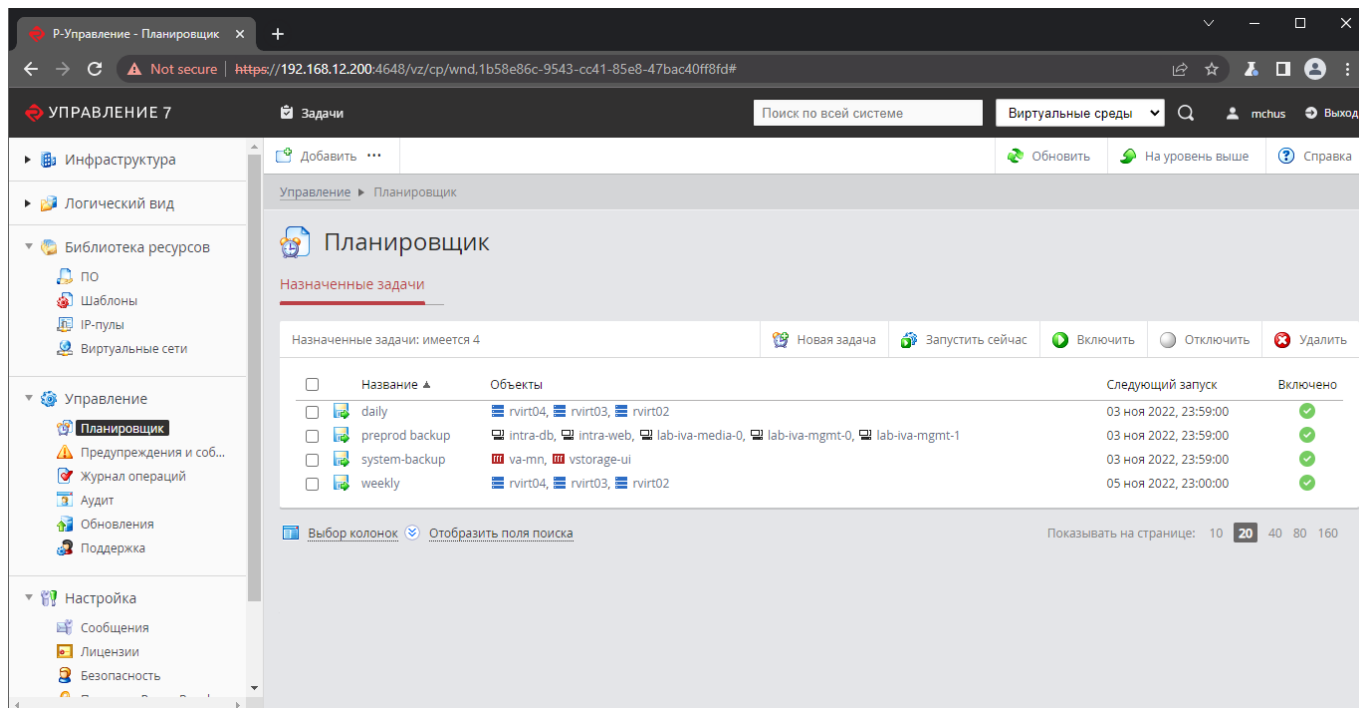 Р-Управление - Планировщик
Not secure | https://192.168.12.200:4648/vz/cp/wnd,1b58e86c-9543-cc41-85e8-47bac40ff8fd#
УПРАВЛЕНИЕ 7 Задачи Поиск по всей системе Виртуальные среды mchus Выход
Добавить ••• Обновить На уровень выше Справка
Управление ▸ Планировщик
Инфраструктура
Логический вид
Библиотека ресурсов
ПО
Шаблоны
IP-пулы
Виртуальные сети
Управление
Планировщик
Предупреждения и соб...
Журнал операций
Аудит
Обновления
Поддержка
Настройка
Сообщения
Лицензии
Безопасность
Планировщик
Назначенные задачи
Назначенные задачи: имеется 4 Новая задача Запустить сейчас Включить Отключить Удалить
Название Объекты Следующий запуск Включено
daily rvirt04, rvirt03, rvirt02 03 ноя 2022, 23:59:00
preprod backup intra-db, intra-web, lab-iva-media-0, lab-iva-mgmt-0, lab-iva-mgmt-1 03 ноя 2022, 23:59:00
system-backup va-mn, vstorage-ui 03 ноя 2022, 23:59:00
weekly rvirt04, rvirt03, rvirt02 05 ноя 2022, 23:00:00
Выбор колонок Отобразить поля поиска Показывать на странице: 10 20 40 80 160